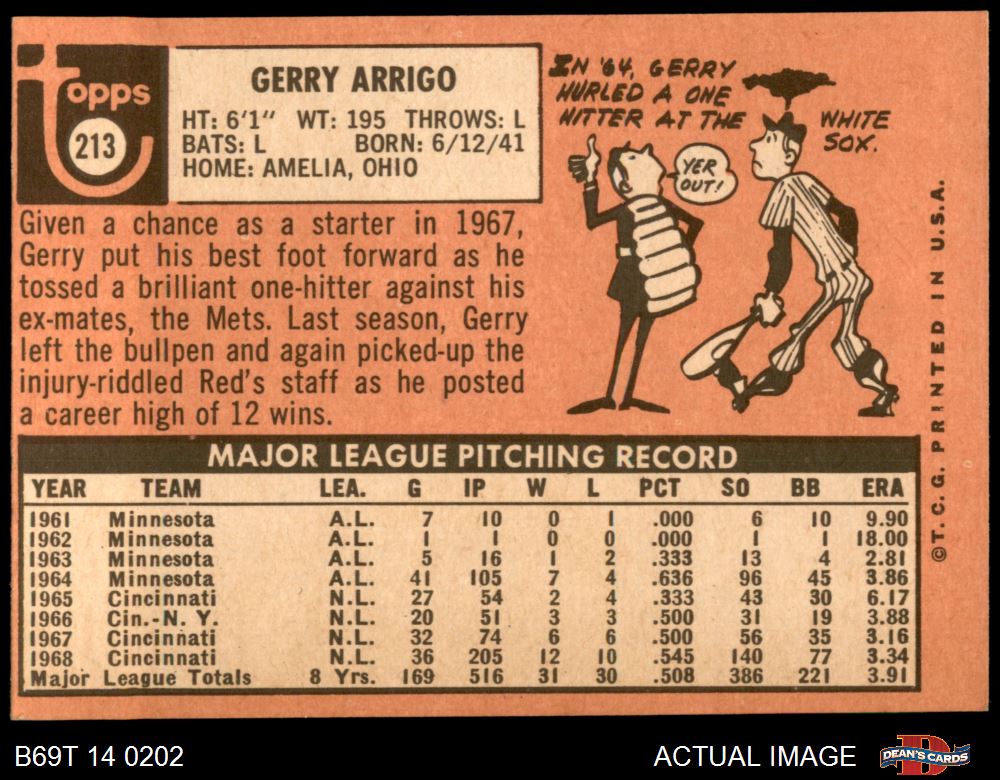 topps
213
GERRY ARRIGO
HT: 6'1" WT: 195 THROWS: L
BATS: L BORN: 6/12/41
HOME: AMELIA, OHIO
IN '64, GERRY
HURLED A ONE
HITTER AT THE
WHITE
SOX.
YER
OUT!
Given a chance as a starter in 1967,
Gerry put his best foot forward as he
tossed a brilliant one-hitter against his
ex-mates, the Mets. Last season, Gerry
left the bullpen and again picked-up the
injury-riddled Red's staff as he posted
a career high of 12 wins.
MAJOR LEAGUE PITCHING RECORD
YEAR TEAM LEA. G IP W L PCT SO BB ERA
1961 Minnesota A.L. 7 10 0 1 .000 6 10 9.90
1962 Minnesota A.L. 1 1 0 0 .000 1 1 18.00
1963 Minnesota A.L. 5 16 1 2 .333 13 4 2.81
1964 Minnesota A.L. 41 105 7 4 .636 96 45 3.86
1965 Cincinnati N.L. 27 54 2 4 .333 43 30 6.17
1966 Cin.-N. Y. N.L. 20 51 3 3 .500 31 19 3.88
1967 Cincinnati N.L. 32 74 6 6 .500 56 35 3.16
1968 Cincinnati N.L. 36 205 12 10 .545 140 77 3.34
Major League Totals 8 Yrs. 169 516 31 30 .508 386 221 3.91
©T. C. G. PRINTED IN U.S.A.
B69T 14 0202
ACTUAL IMAGE
DEAN'S CARDS